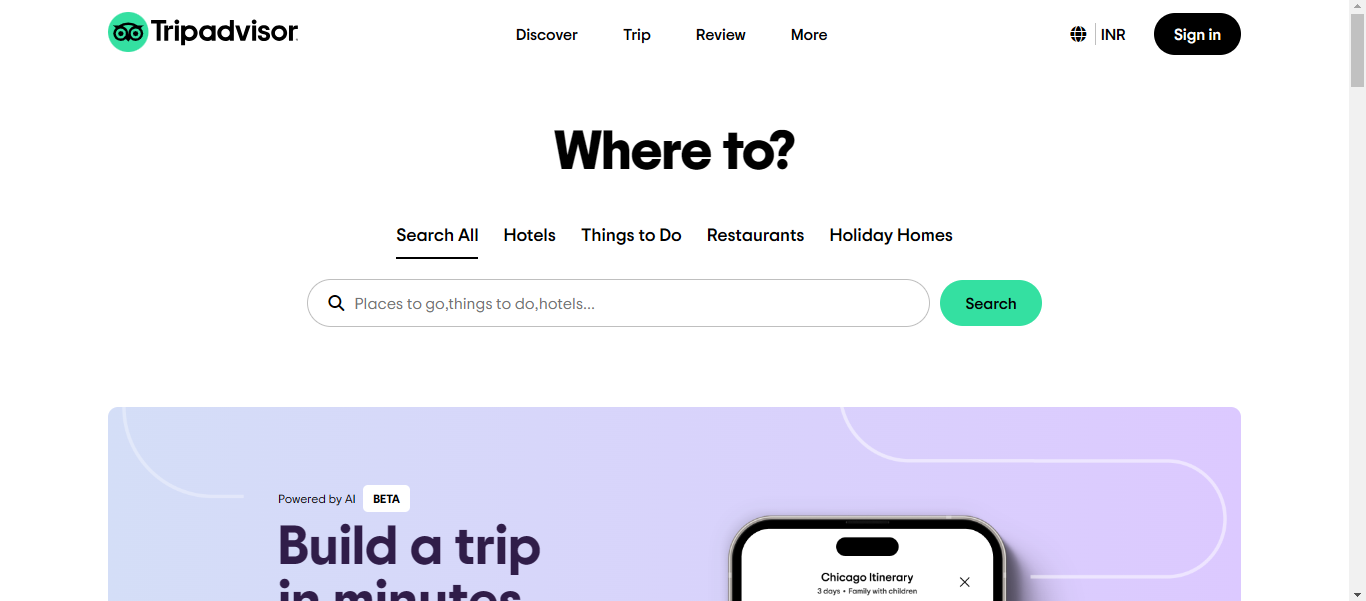 Tripadvisor
Discover Trip Review More
INR
Sign in
Where to?
Search All Hotels Things to Do Restaurants Holiday Homes
Places to go,things to do,hotels...
Search
Powered by AI BETA
Build a trip
in minutes
Chicago Itinerary
3 days • Family with children